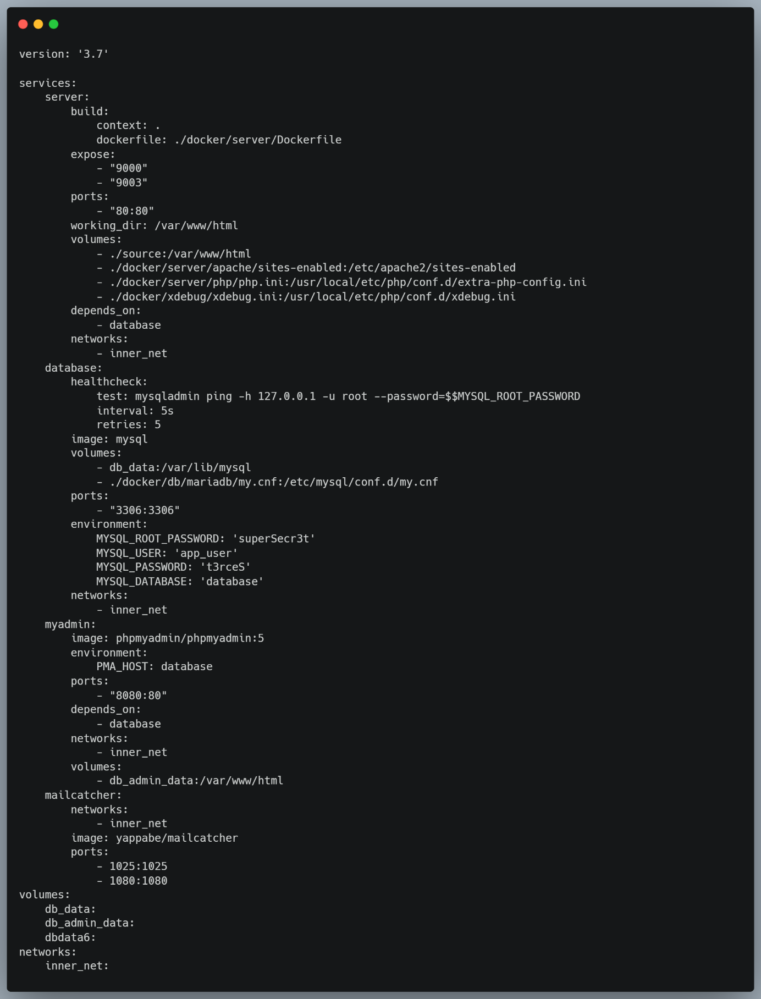 version: '3.7'

services:
    server:
        build:
            context: .
            dockerfile: ./docker/server/Dockerfile
        expose:
            - "9000"
            - "9003"
        ports:
            - "80:80"
        working_dir: /var/www/html
        volumes:
            - ./source:/var/www/html
            - ./docker/server/apache/sites-enabled:/etc/apache2/sites-enabled
            - ./docker/server/php/php.ini:/usr/local/etc/php/conf.d/extra-php-config.ini
            - ./docker/xdebug/xdebug.ini:/usr/local/etc/php/conf.d/xdebug.ini
        depends_on:
            - database
        networks:
            - inner_net
    database:
        healthcheck:
            test: mysqladmin ping -h 127.0.0.1 -u root --password=$$MYSQL_ROOT_PASSWORD
            interval: 5s
            retries: 5
        image: mysql
        volumes:
            - db_data:/var/lib/mysql
            - ./docker/db/mariadb/my.cnf:/etc/mysql/conf.d/my.cnf
        ports:
            - "3306:3306"
        environment:
            MYSQL_ROOT_PASSWORD: 'superSecr3t'
            MYSQL_USER: 'app_user'
            MYSQL_PASSWORD: 't3rceS'
            MYSQL_DATABASE: 'database'
        networks:
            - inner_net
    myadmin:
        image: phpmyadmin/phpmyadmin:5
        environment:
            PMA_HOST: database
        ports:
            - "8080:80"
        depends_on:
            - database
        networks:
            - inner_net
        volumes:
            - db_admin_data:/var/www/html
    mailcatcher:
        networks:
            - inner_net
        image: yappabe/mailcatcher
        ports:
            - 1025:1025
            - 1080:1080
volumes:
    db_data:
    db_admin_data:
    dbdata6:
networks:
    inner_net: